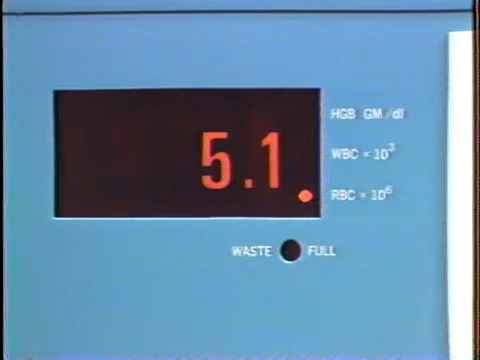 HGB GM/dl
5.1
WBC × 10³
RBC × 10⁶
WASTE FULL